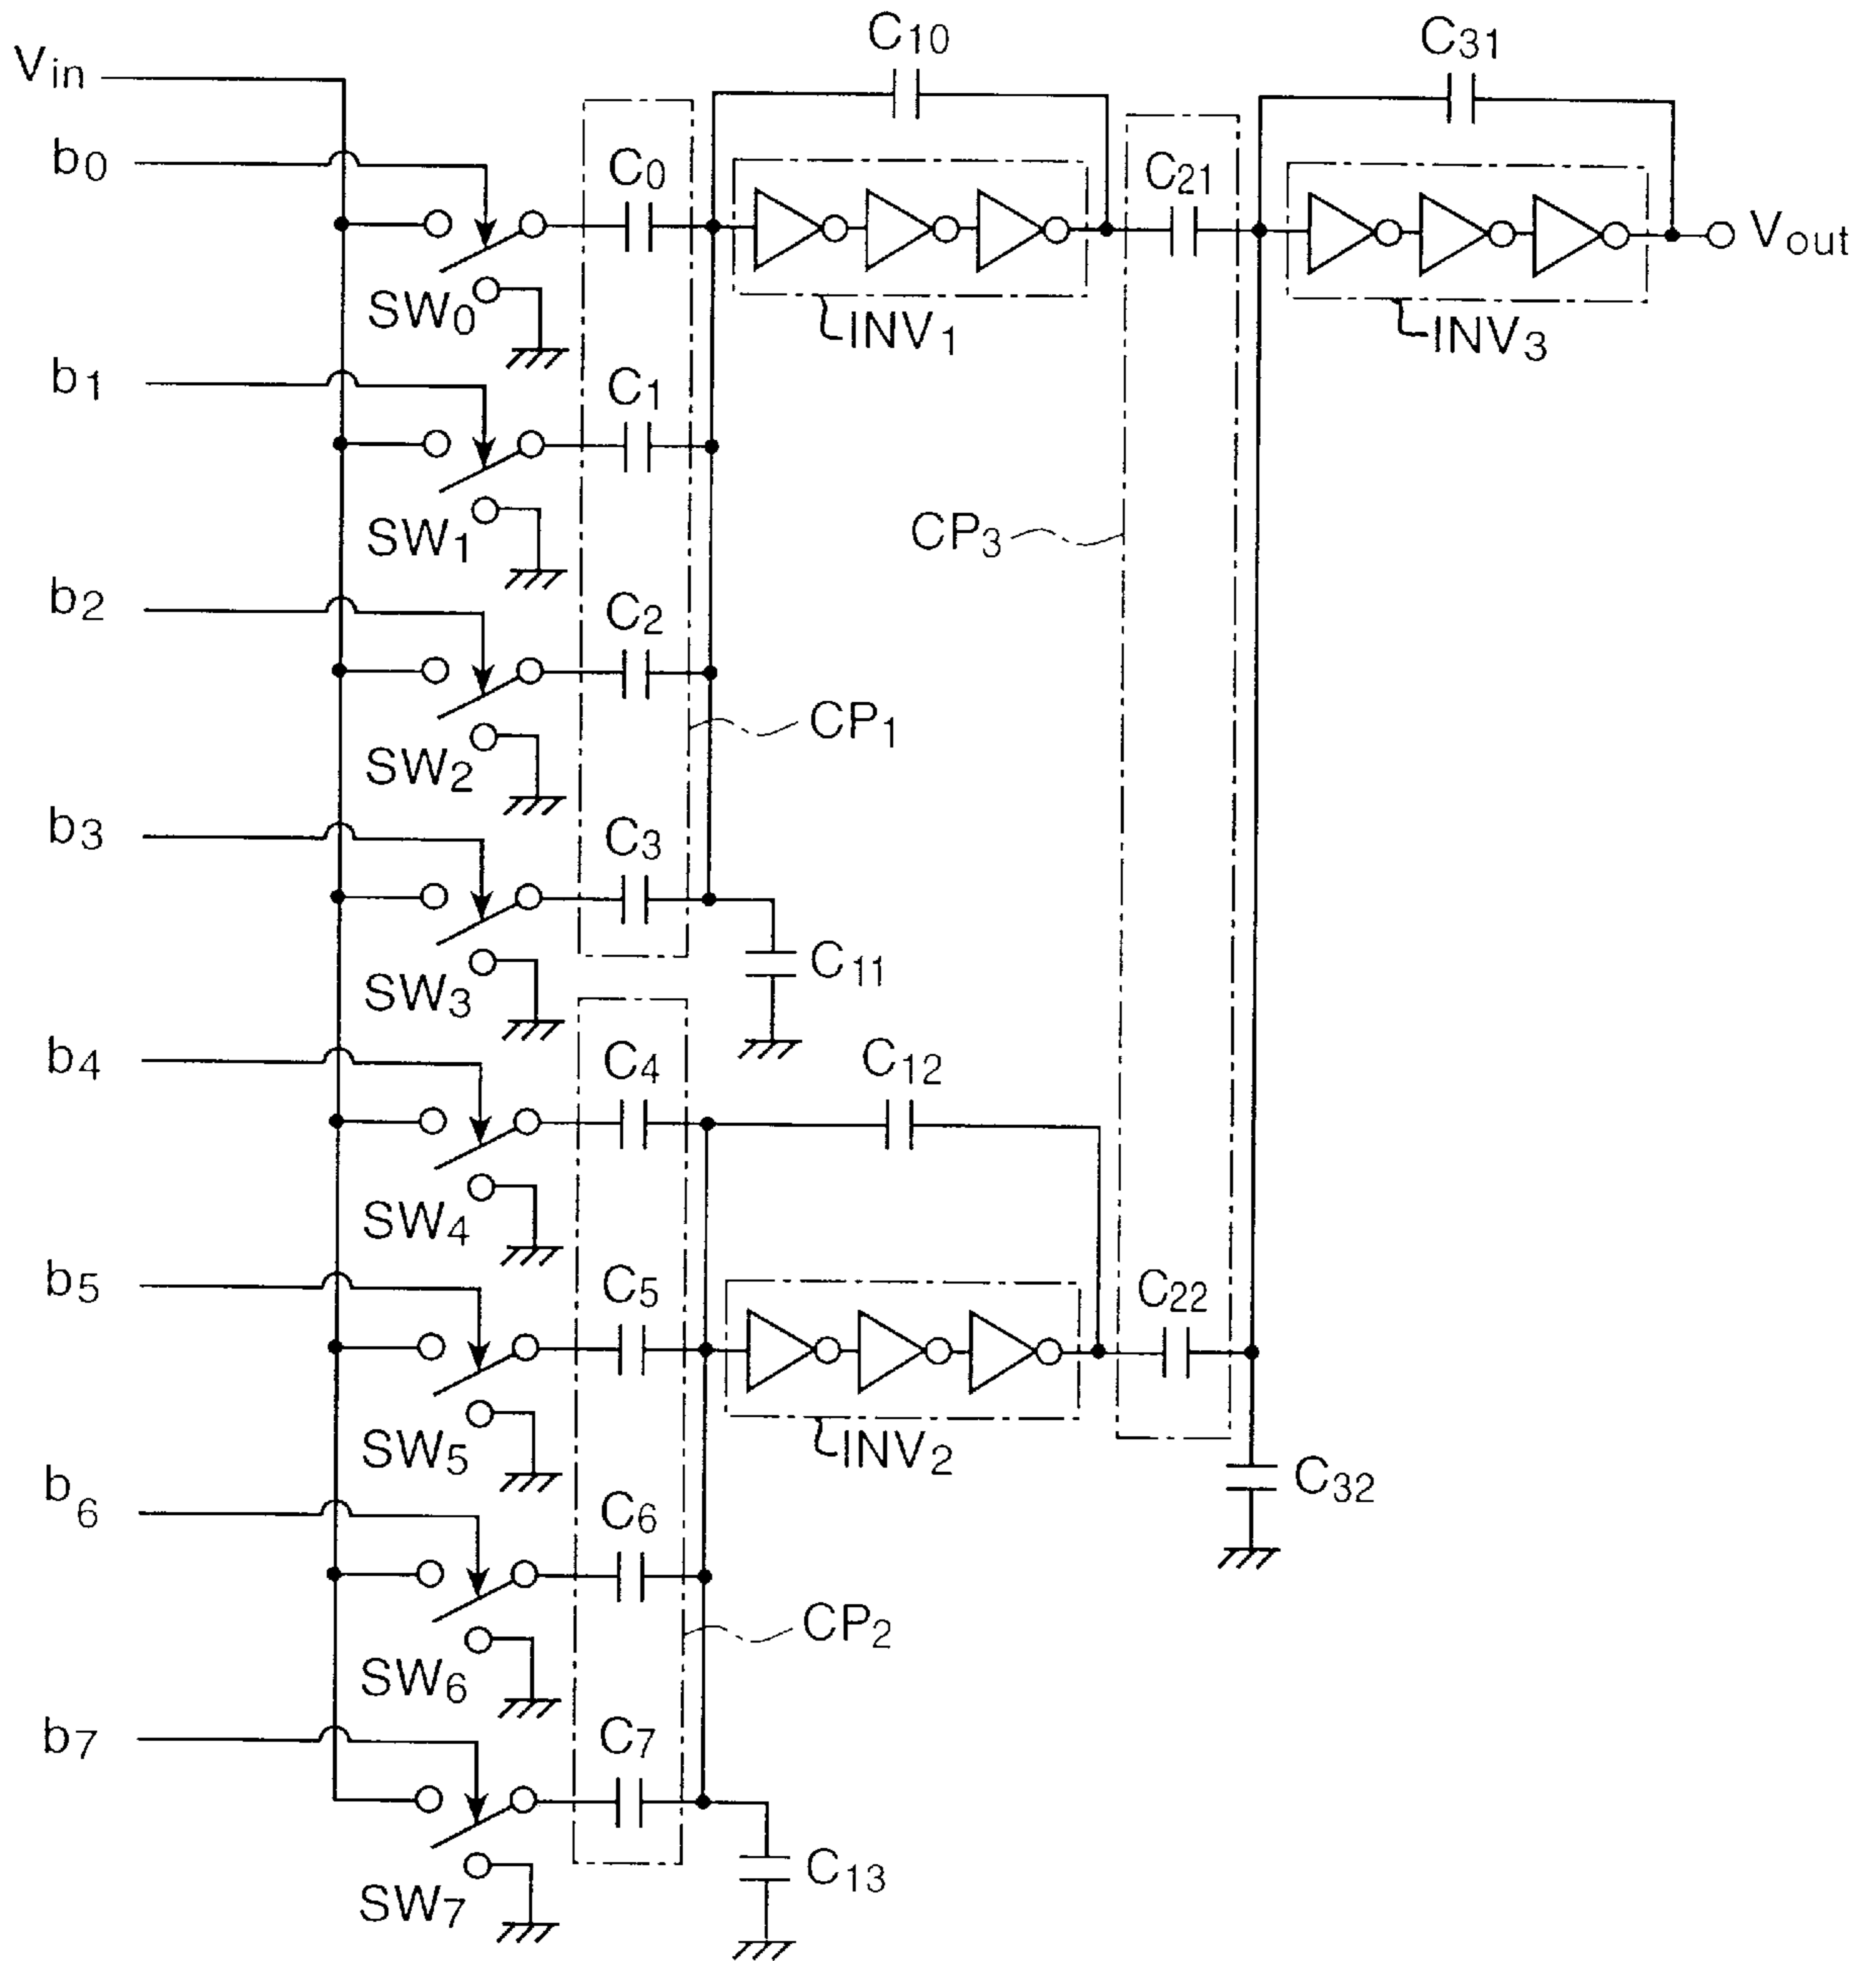 C10
C31
Vin
b0
C0
C21
Vout
SW0
INV1
INV3
b1
C1
CP3
SW1
b2
C2
CP1
SW2
b3
C3
C11
SW3
b4
C4
C12
SW4
b5
C5
C22
SW5
INV2
C32
b6
C6
CP2
SW6
b7
C7
C13
SW7